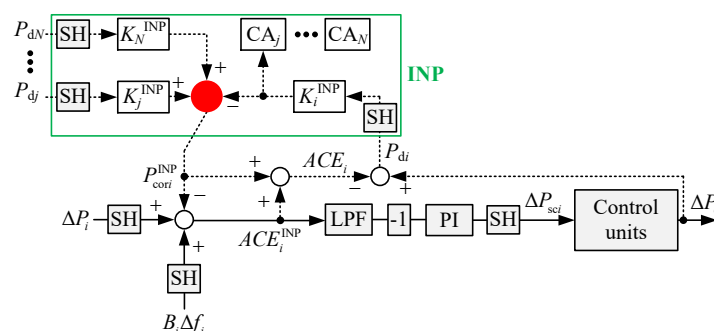 P_dN SH K_N^INP CA_j ••• CA_N
INP
P_dj SH K_j^INP + + − K_i^INP
SH
P_di
P_cori^INP + ACE_i − +
− +
ΔP_i SH + ACE_i^INP LPF -1 PI SH ΔP_sci Control units ΔP
+
SH
B_iΔf_i